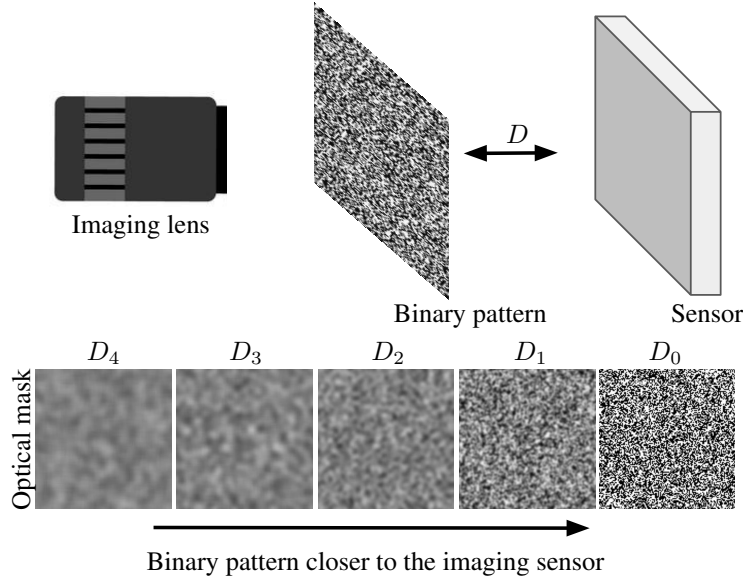 D
Imaging lens
Binary pattern
Sensor
D₄ D₃ D₂ D₁ D₀
Optical mask
Binary pattern closer to the imaging sensor